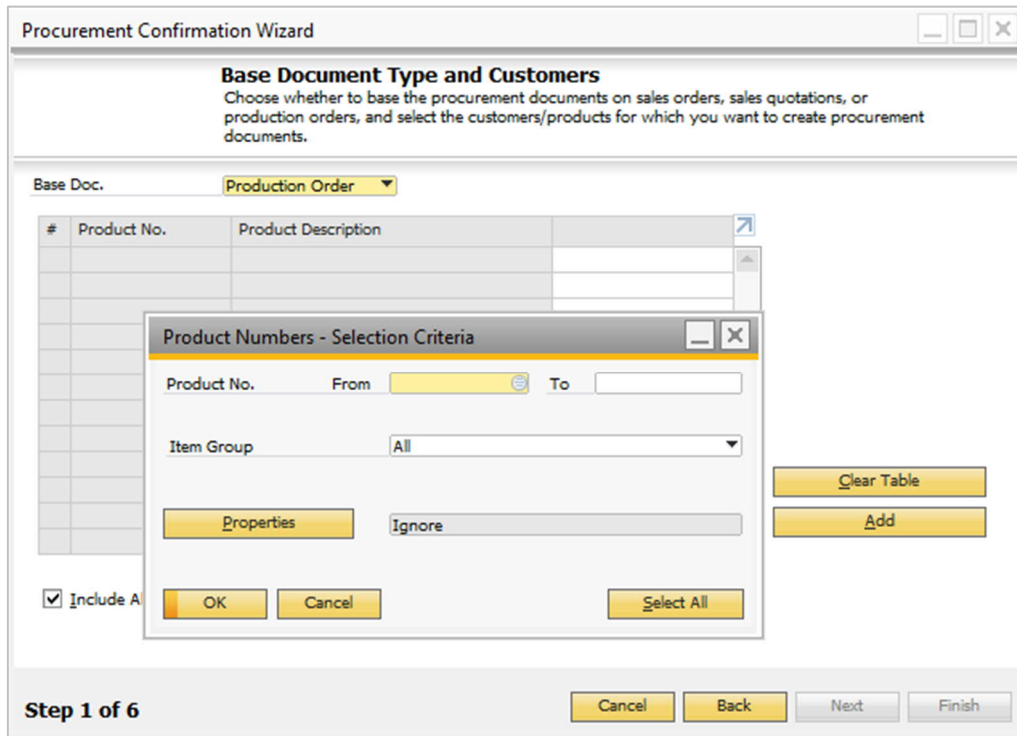 Procurement Confirmation Wizard
Base Document Type and Customers
Choose whether to base the procurement documents on sales orders, sales quotations, or
production orders, and select the customers/products for which you want to create procurement
documents.
Base Doc. Production Order
# Product No. Product Description
Product Numbers - Selection Criteria
Product No. From To
Item Group All
Clear Table
Properties Ignore
Add
Include
OK Cancel Select All
Step 1 of 6 Cancel Back Next Finish